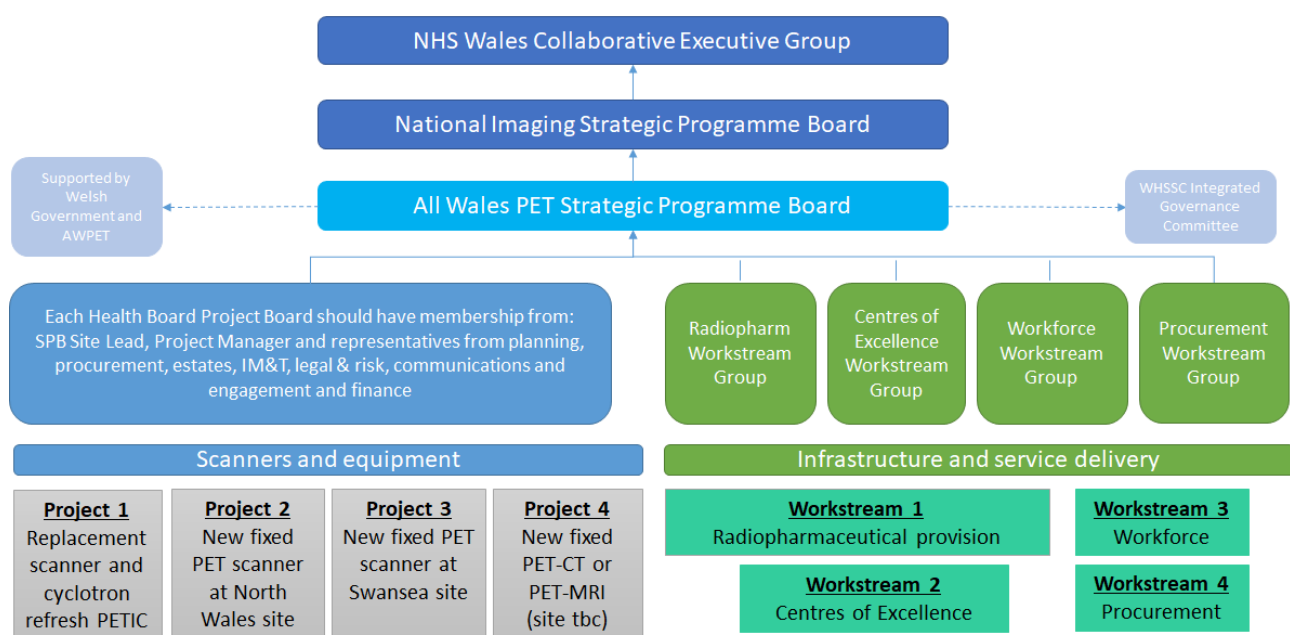 NHS Wales Collaborative Executive Group
National Imaging Strategic Programme Board
Supported by
Welsh
Government and
AWPET
All Wales PET Strategic Programme Board
WHSSC Integrated
Governance
Committee
Each Health Board Project Board should have membership from:
SPB Site Lead, Project Manager and representatives from planning,
procurement, estates, IM&T, legal & risk, communications and
engagement and finance
Radiopharm
Workstream
Group
Centres of
Excellence
Workstream
Group
Workforce
Workstream
Group
Procurement
Workstream
Group
Scanners and equipment
Infrastructure and service delivery
Project 1
Replacement
scanner and
cyclotron
refresh PETIC
Project 2
New fixed
PET scanner
at North
Wales site
Project 3
New fixed PET
scanner at
Swansea site
Project 4
New fixed
PET-CT or
PET-MRI
(site tbc)
Workstream 1
Radiopharmaceutical provision
Workstream 2
Centres of Excellence
Workstream 3
Workforce
Workstream 4
Procurement